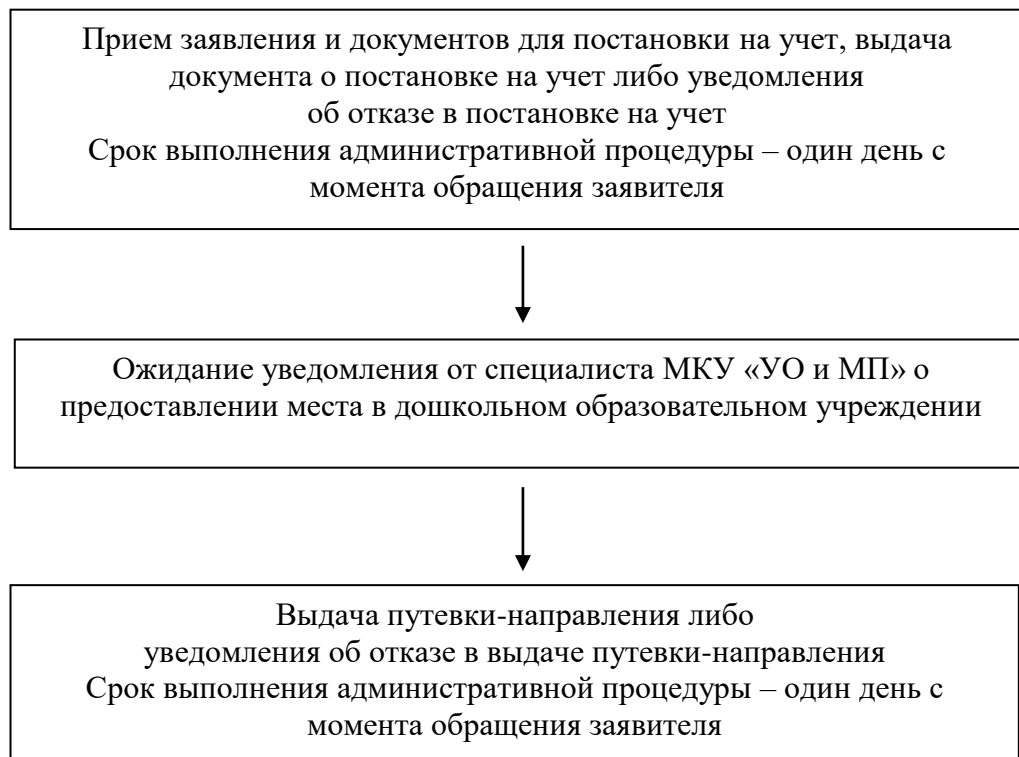 Прием заявления и документов для постановки на учет, выдача
документа о постановке на учет либо уведомления
об отказе в постановке на учет
Срок выполнения административной процедуры – один день с
момента обращения заявителя
Ожидание уведомления от специалиста МКУ «УО и МП» о
предоставлении места в дошкольном образовательном учреждении
Выдача путевки-направления либо
уведомления об отказе в выдаче путевки-направления
Срок выполнения административной процедуры – один день с
момента обращения заявителя